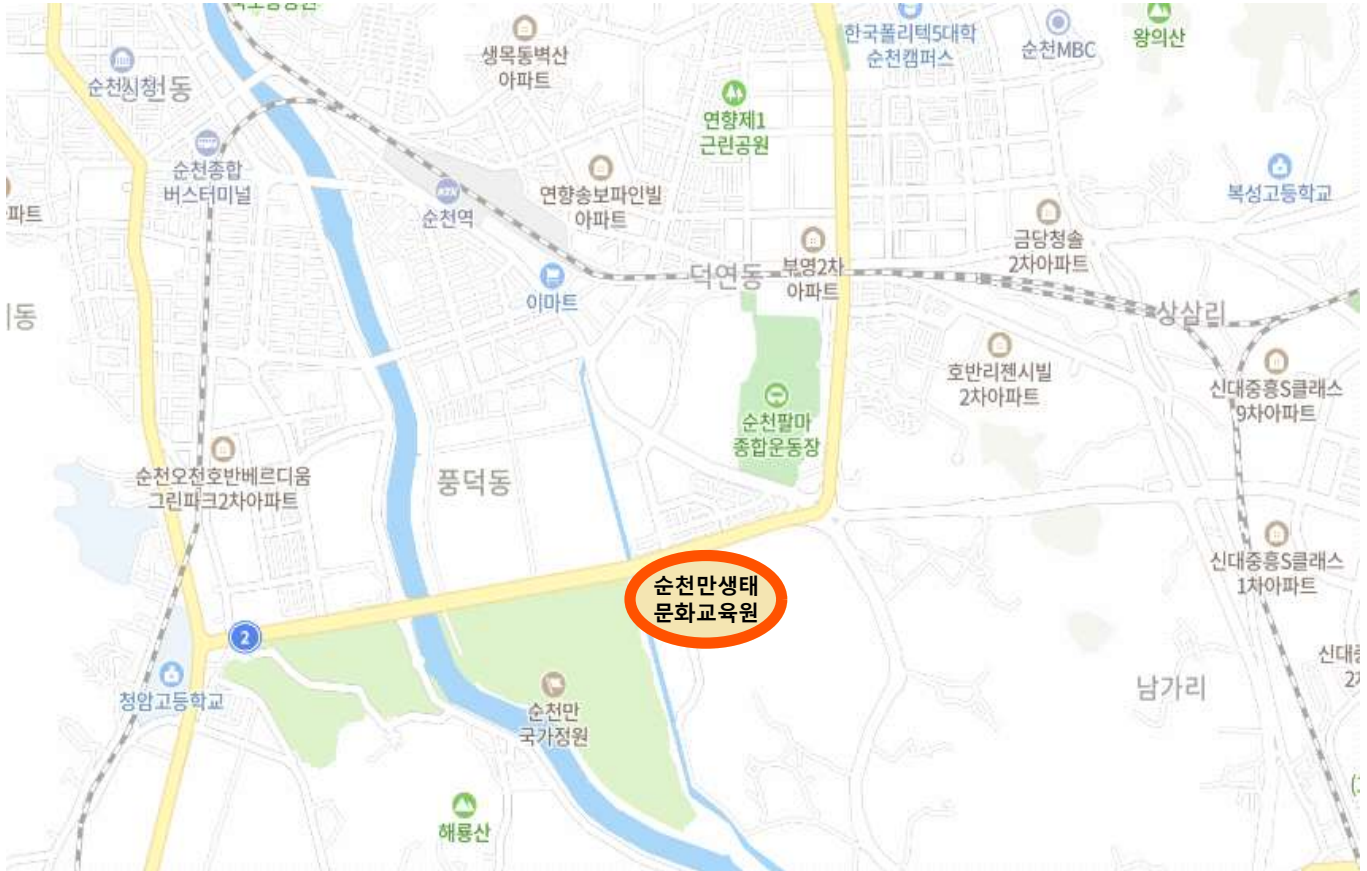 생목동벽산
아파트
한국폴리텍5대학
순천캠퍼스
순천MBC
왕의산
순천시청
연향제1
근린공원
순천종합
버스터미널
KTX
순천역
연향송보파인빌
아파트
복성고등학교
파트
금당청솔
2차아파트
덕연동
부영2차
아파트
이마트
상삼리
호반리젠시빌
2차아파트
신대중흥S클래스
9차아파트
순천팔마
종합운동장
순천오천호반베르디움
그린파크2차아파트
풍덕동
신대중흥S클래스
1차아파트
순천만생태
문화교육원
2
청암고등학교
순천만
국가정원
남가리
해룡산